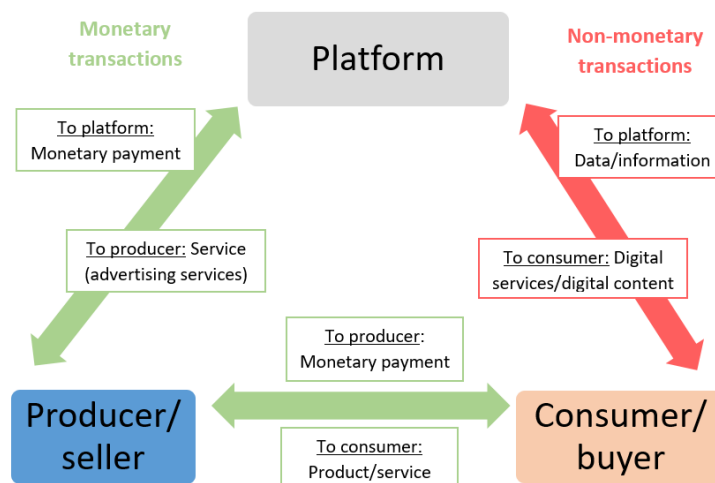 Monetary
transactions
Platform
Non-monetary
transactions
To platform:
Monetary payment
To platform:
Data/information
To producer: Service
(advertising services)
To consumer: Digital
services/digital content
To producer:
Monetary payment
Producer/
seller
Consumer/
buyer
To consumer:
Product/service